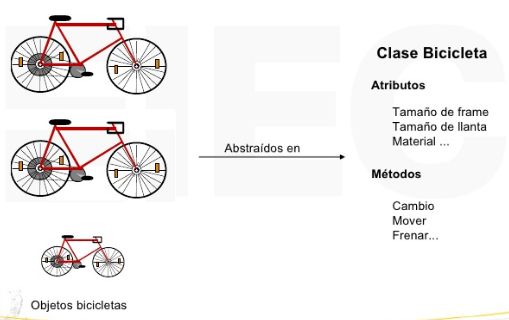 Clase Bicicleta
Atributos
Tamaño de frame
Tamaño de llanta
Material ...
Abstraídos en
Métodos
Cambio
Mover
Frenar...
Objetos bicicletas